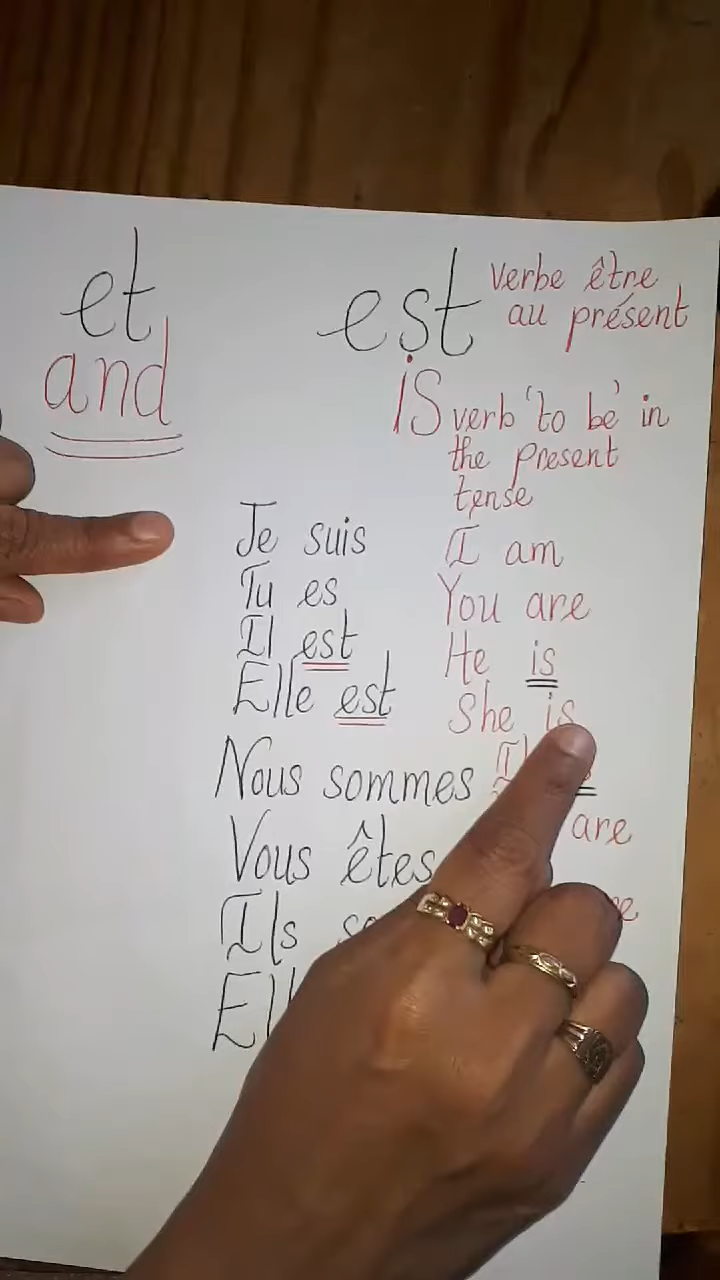 et
and
est
verbe être
au présent
is verb 'to be' in
the present
tense
Je suis I am
Tu es You are
Il est He is
Elle est She is
Nous sommes
Vous êtes are
Ils